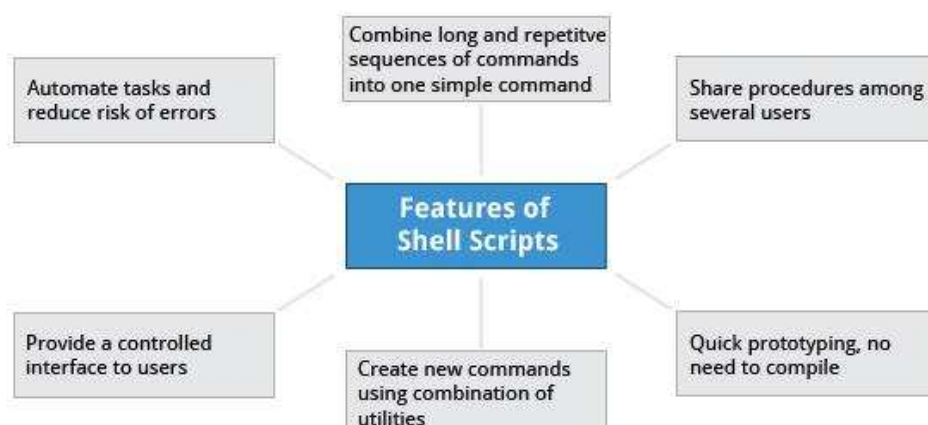 Combine long and repetitve
sequences of commands
into one simple command
Automate tasks and
reduce risk of errors
Share procedures among
several users
Features of
Shell Scripts
Provide a controlled
interface to users
Create new commands
using combination of
utilities
Quick prototyping, no
need to compile